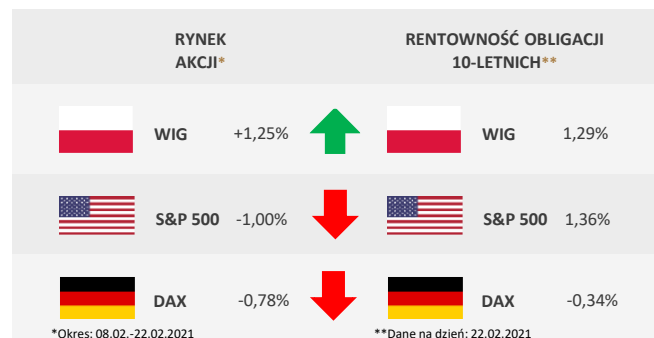 RYNEK
AKCJI*
RENTOWNOŚĆ OBLIGACJI
10-LETNICH**
WIG +1,25% WIG 1,29%
S&P 500 -1,00% S&P 500 1,36%
DAX -0,78% DAX -0,34%
*Okres: 08.02.-22.02.2021 **Dane na dzień: 22.02.2021